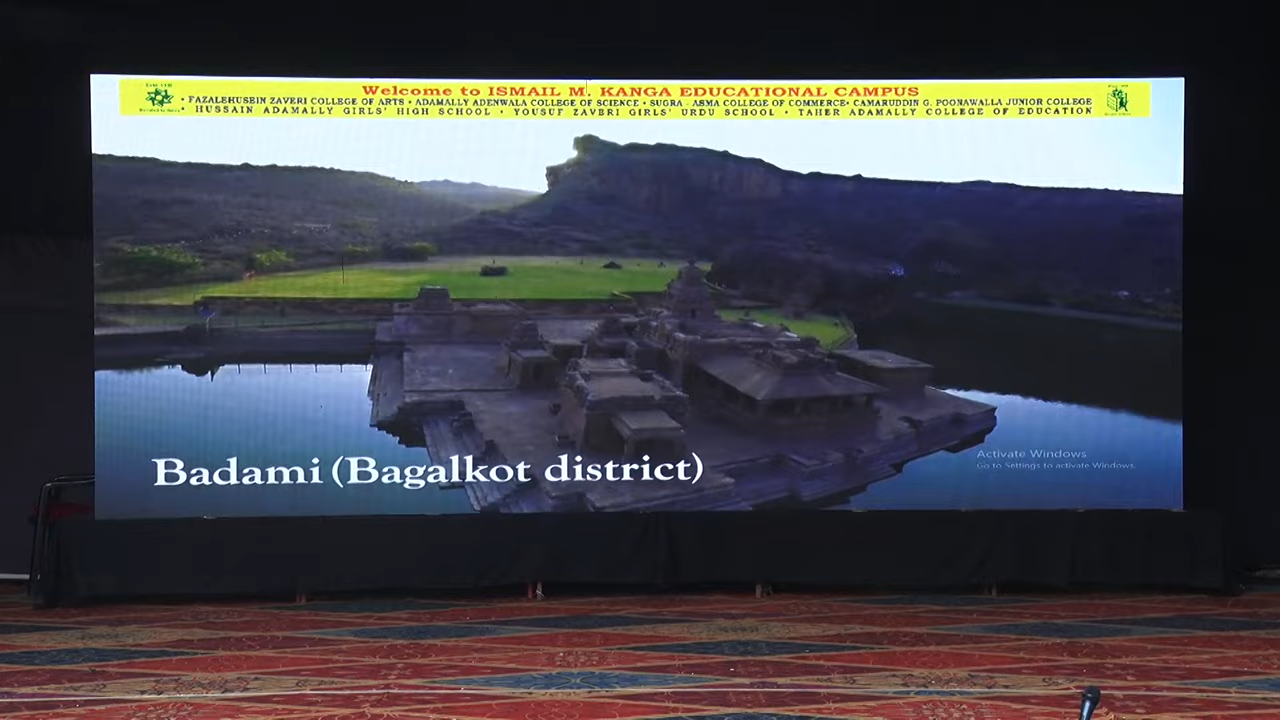 Welcome to ISMAIL M. KANGA EDUCATIONAL CAMPUS
• FAZALEHUSEIN ZAVERI COLLEGE OF ARTS • ADAMALLY ADENWALA COLLEGE OF SCIENCE • SUGRA - ASMA COLLEGE OF COMMERCE • CAMARUDDIN G. POONAWALLA JUNIOR COLLEGE
• HUSSAIN ADAMALLY GIRLS' HIGH SCHOOL • YOUSUF ZAVERI GIRLS' URDU SCHOOL • TAHER ADAMALLY COLLEGE OF EDUCATION
Badami (Bagalkot district)
Activate Windows
Go to Settings to activate Windows.